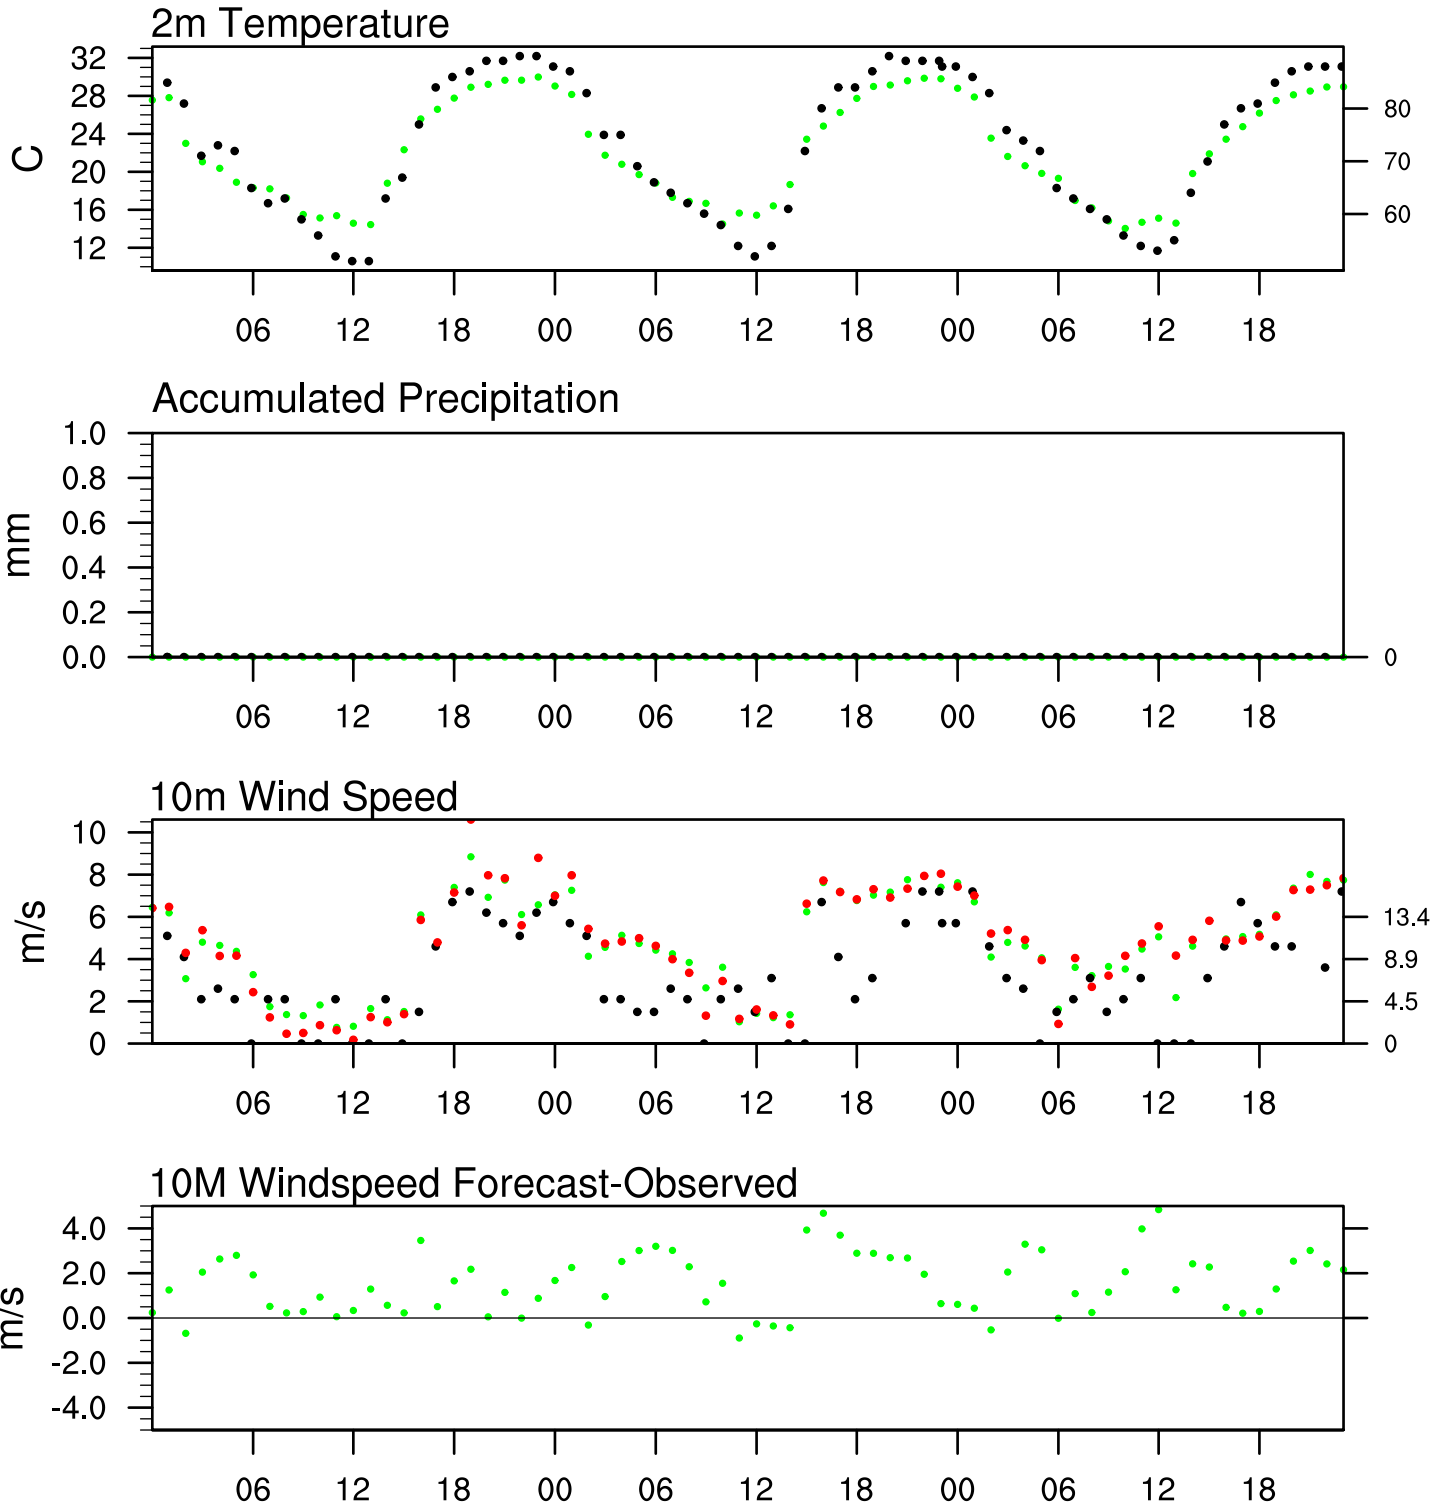 2m Temperature
32
28
24
20
16
12
C
80
70
60
06 12 18 00 06 12 18 00 06 12 18
Accumulated Precipitation
1.0
0.8
0.6
0.4
0.2
0.0
mm
0
06 12 18 00 06 12 18 00 06 12 18
10m Wind Speed
10
8
6
4
2
0
m/s
13.4
8.9
4.5
0
06 12 18 00 06 12 18 00 06 12 18
10M Windspeed Forecast-Observed
4.0
2.0
0.0
-2.0
-4.0
m/s
06 12 18 00 06 12 18 00 06 12 18